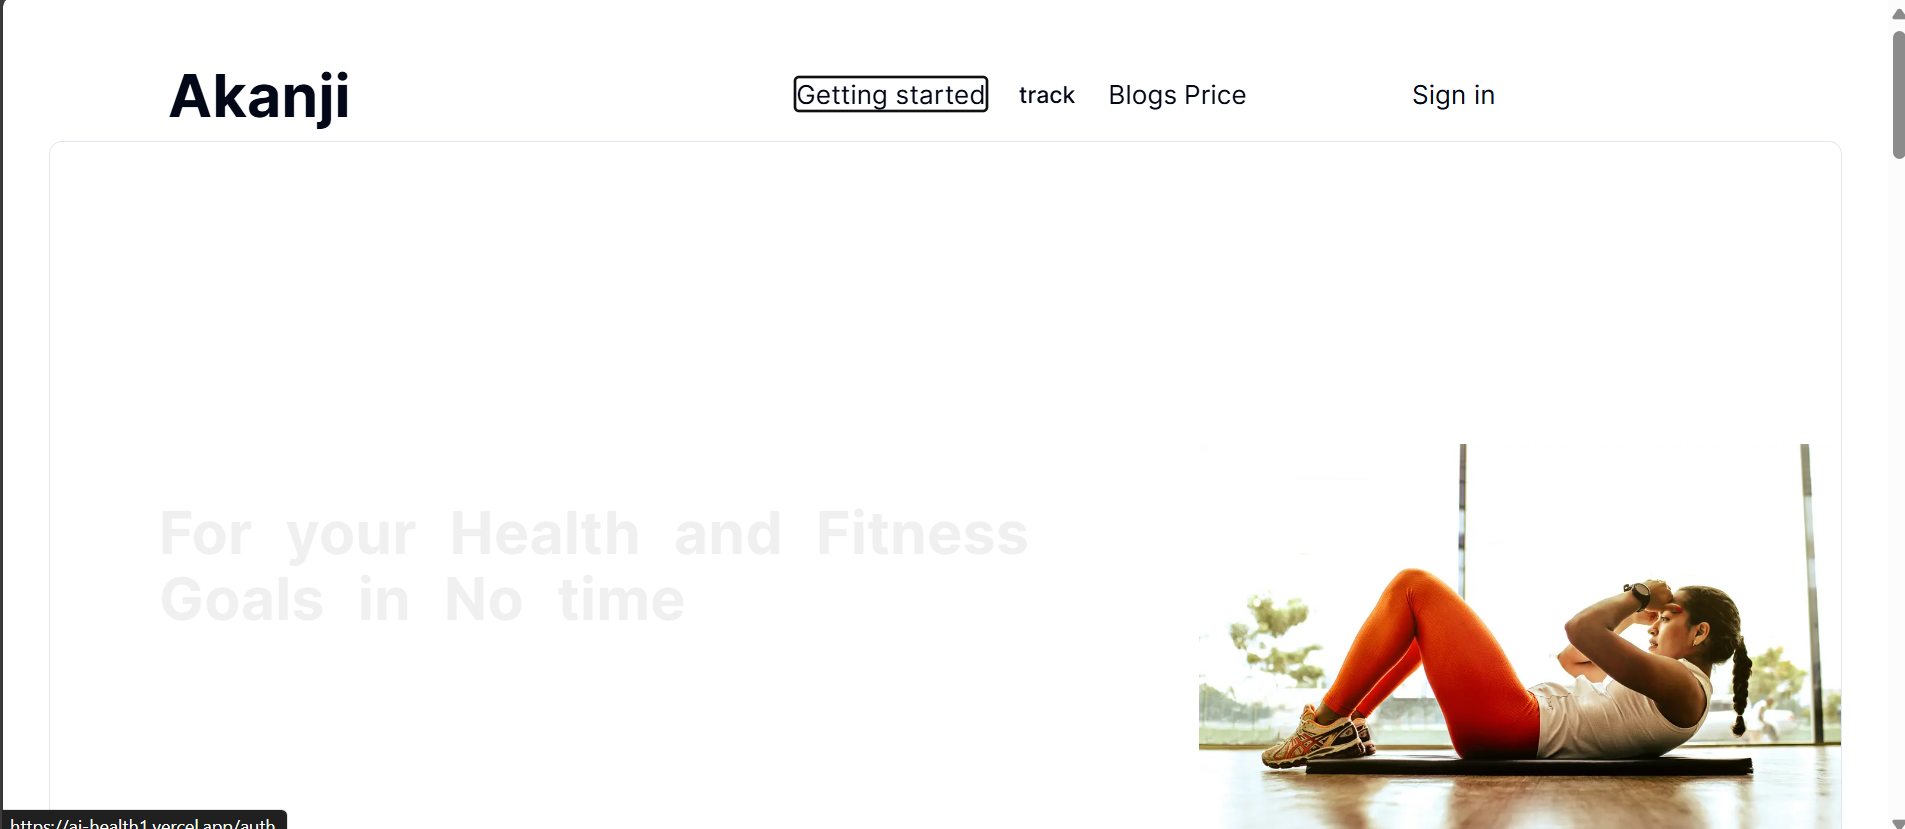 Akanji
Getting started track Blogs Price Sign in
For your Health and Fitness
Goals in No time
https://ai-health1.vercel.app/auth